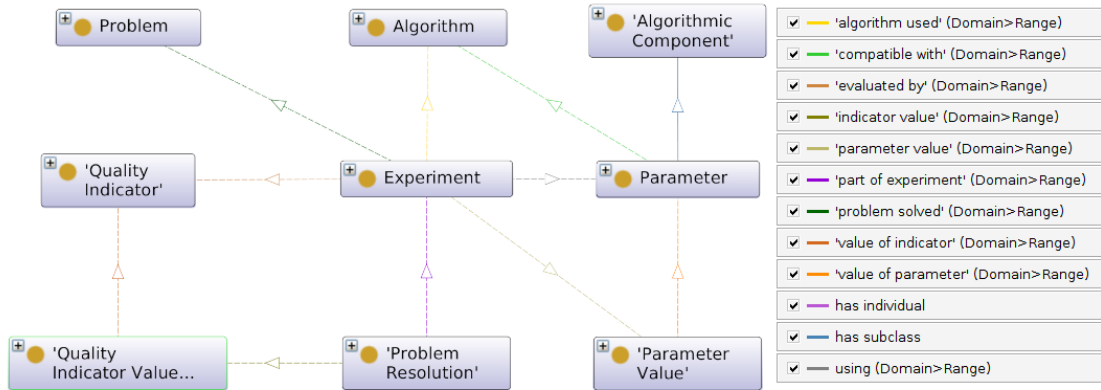 Problem
Algorithm
'Algorithmic
Component'
'Quality
Indicator'
Experiment
Parameter
'Quality
Indicator Value...
'Problem
Resolution'
'Parameter
Value'
'algorithm used' (Domain>Range)
'compatible with' (Domain>Range)
'evaluated by' (Domain>Range)
'indicator value' (Domain>Range)
'parameter value' (Domain>Range)
'part of experiment' (Domain>Range)
'problem solved' (Domain>Range)
'value of indicator' (Domain>Range)
'value of parameter' (Domain>Range)
has individual
has subclass
using (Domain>Range)